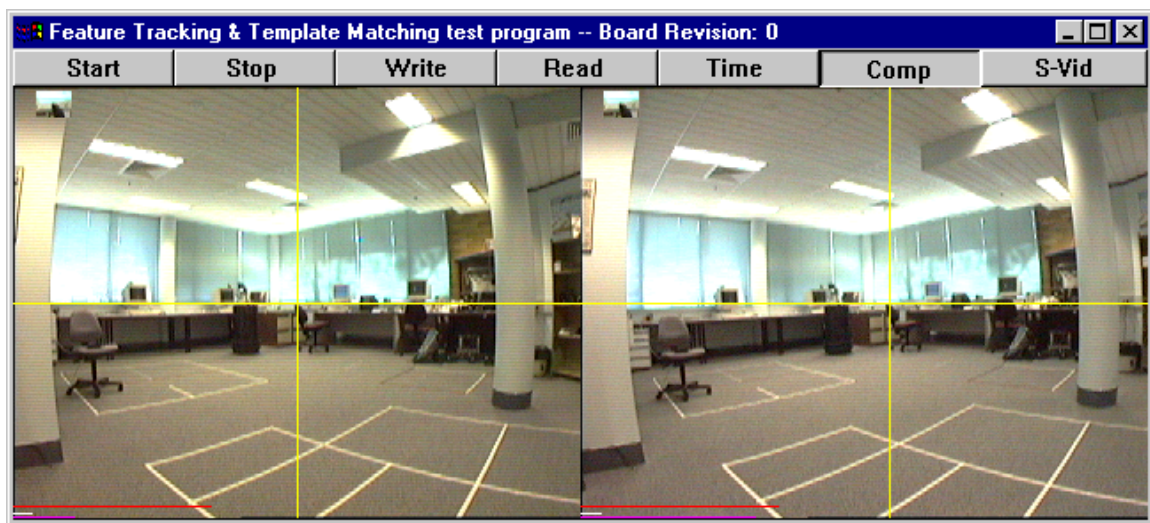 Feature Tracking & Template Matching test program -- Board Revision: 0
Start Stop Write Read Time Comp S-Vid